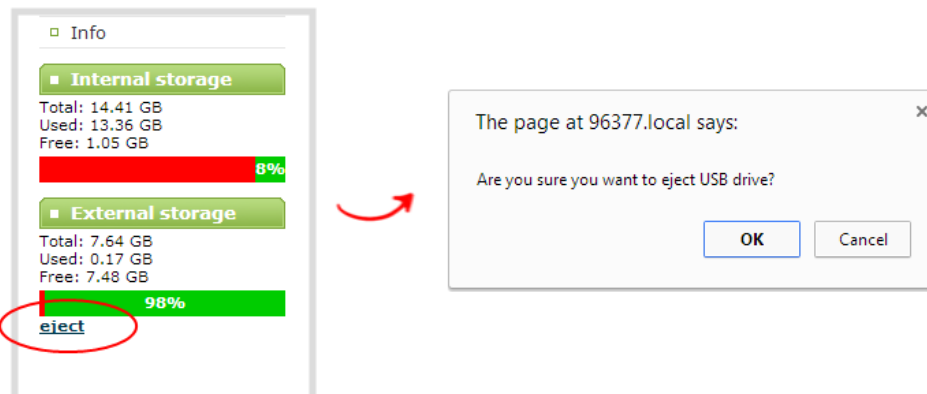 Info
Internal storage
Total: 14.41 GB
Used: 13.36 GB
Free: 1.05 GB
8%
External storage
Total: 7.64 GB
Used: 0.17 GB
Free: 7.48 GB
98%
eject
The page at 96377.local says:
Are you sure you want to eject USB drive?
OK Cancel